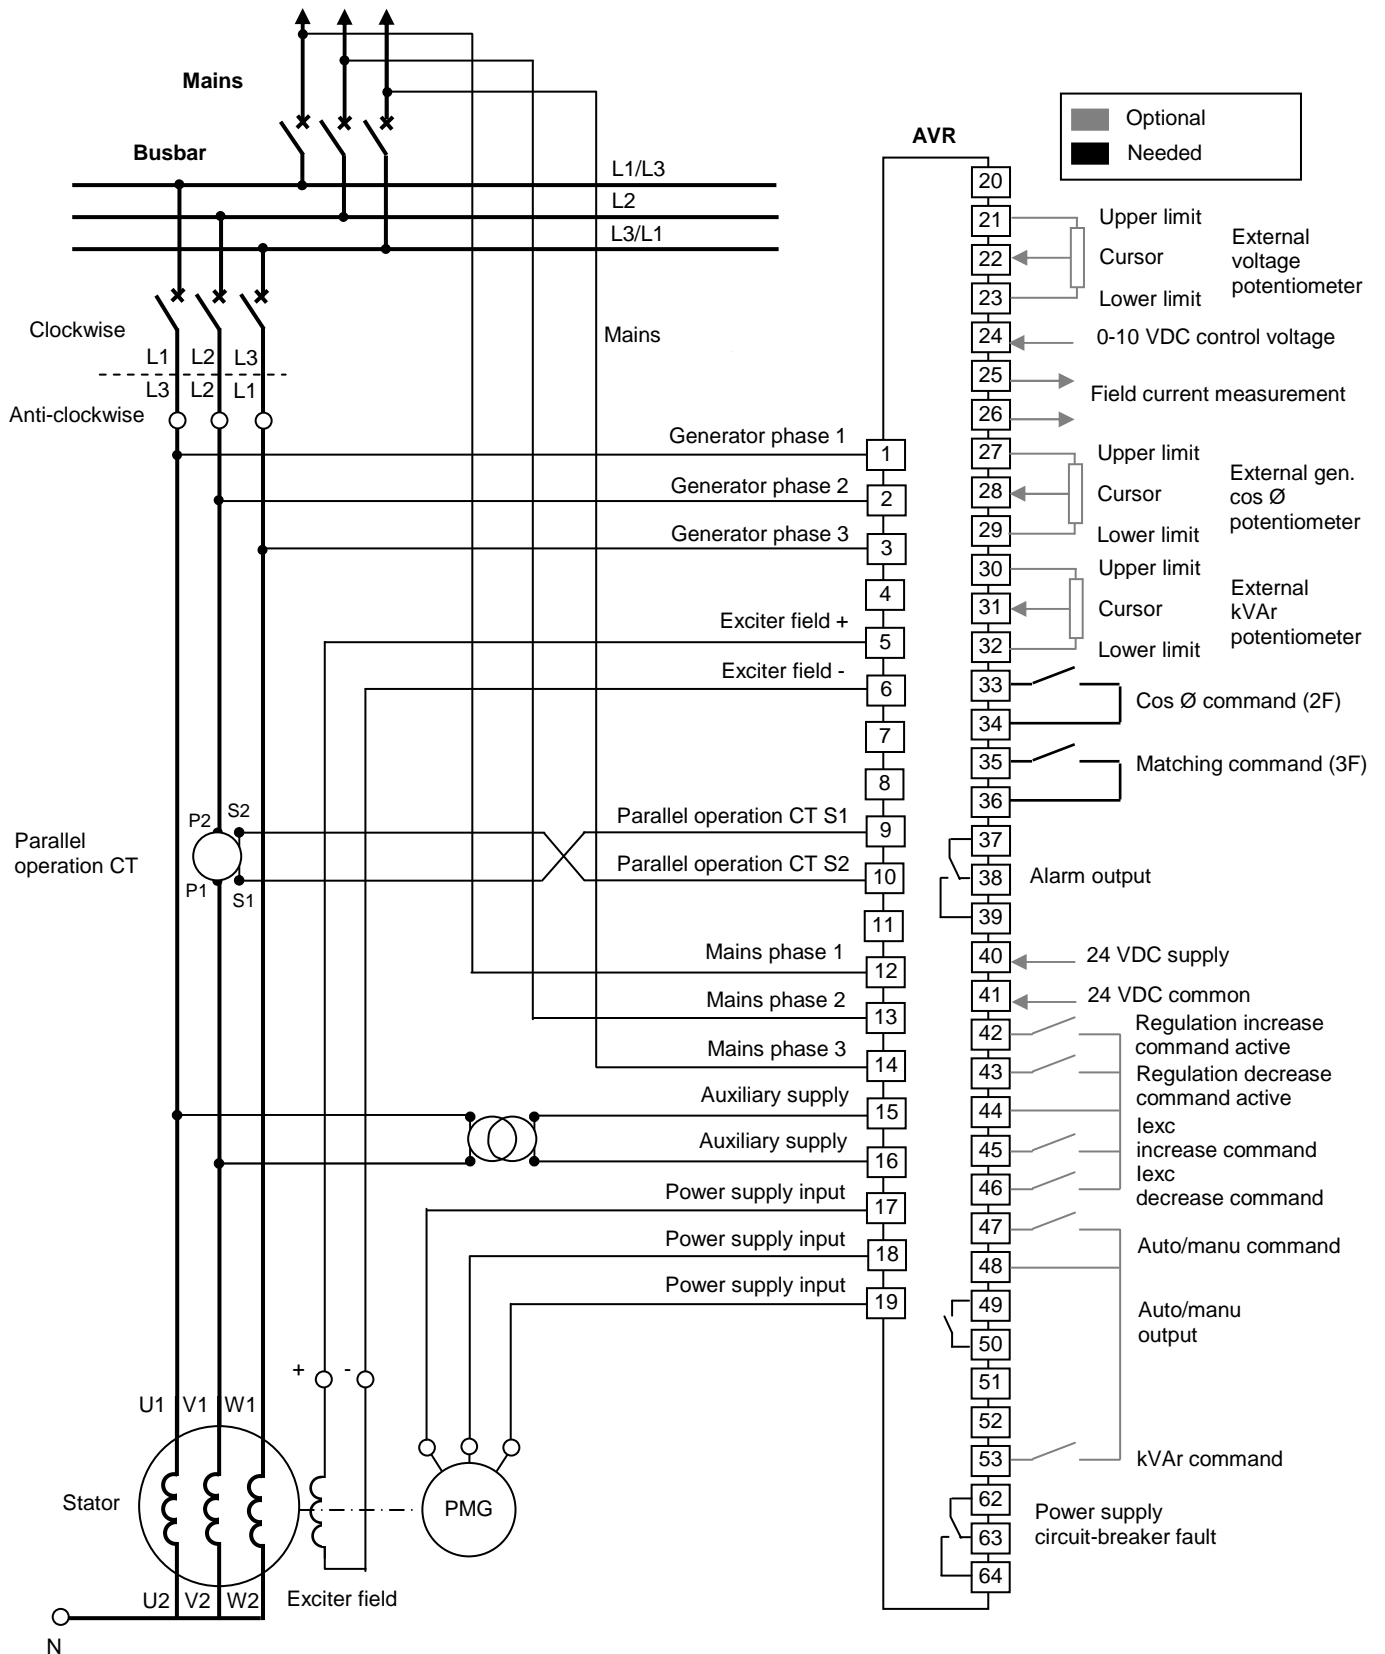 Mains
Busbar
L1/L3
L2
L3/L1
Clockwise
L1 L2 L3
L3 L2 L1
Anti-clockwise
Mains
AVR
Optional
Needed
Generator phase 1
Generator phase 2
Generator phase 3
Exciter field +
Exciter field -
Parallel operation CT S1
Parallel operation CT S2
Mains phase 1
Mains phase 2
Mains phase 3
Auxiliary supply
Auxiliary supply
Power supply input
Power supply input
Power supply input
1
2
3
4
5
6
7
8
9
10
11
12
13
14
15
16
17
18
19
Parallel
operation CT
P2 S2
P1 S1
+ -
U1 V1 W1
Stator
PMG
U2 V2 W2
Exciter field
N
20
21
22
23
24
25
26
27
28
29
30
31
32
33
34
35
36
37
38
39
40
41
42
43
44
45
46
47
48
49
50
51
52
53
62
63
64
Upper limit
Cursor
Lower limit
External
voltage
potentiometer
0-10 VDC control voltage
Field current measurement
Upper limit
Cursor
Lower limit
External gen.
cos Ø
potentiometer
Upper limit
Cursor
Lower limit
External
kVAr
potentiometer
Cos Ø command (2F)
Matching command (3F)
Alarm output
24 VDC supply
24 VDC common
Regulation increase
command active
Regulation decrease
command active
Iexc
increase command
Iexc
decrease command
Auto/manu command
Auto/manu
output
kVAr command
Power supply
circuit-breaker fault